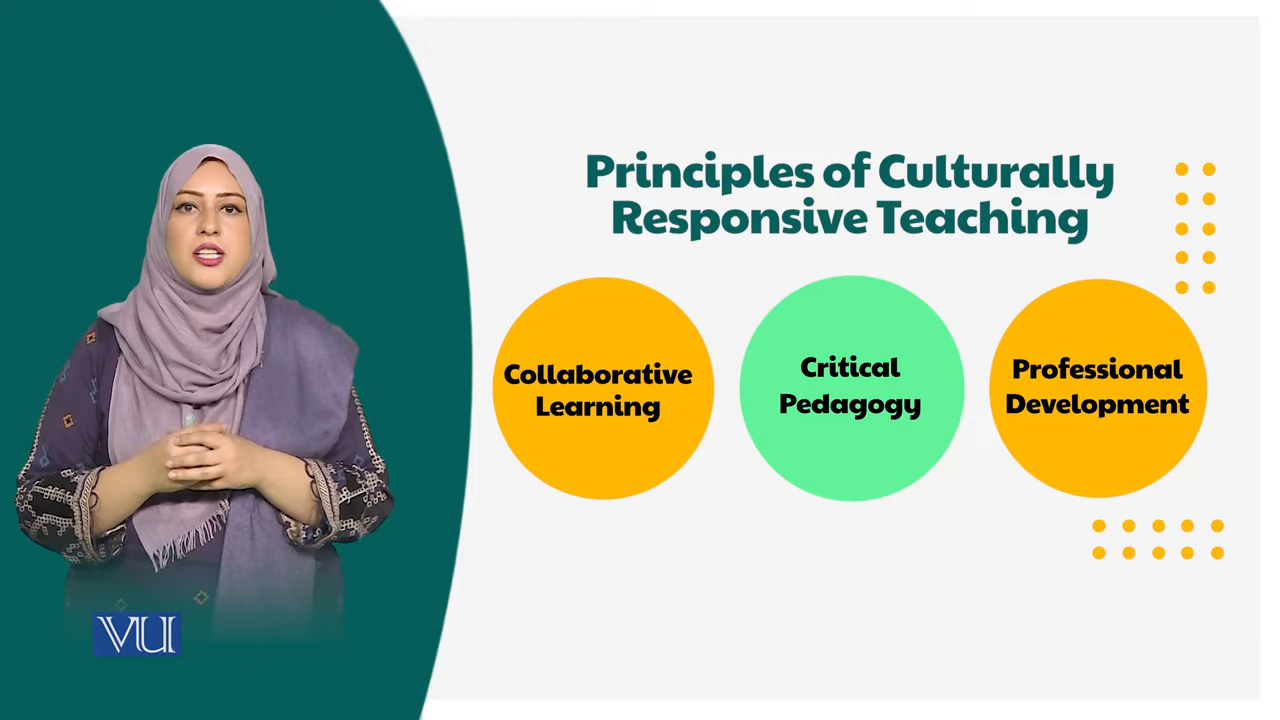 Principles of Culturally
Responsive Teaching
Collaborative
Learning
Critical
Pedagogy
Professional
Development
VU